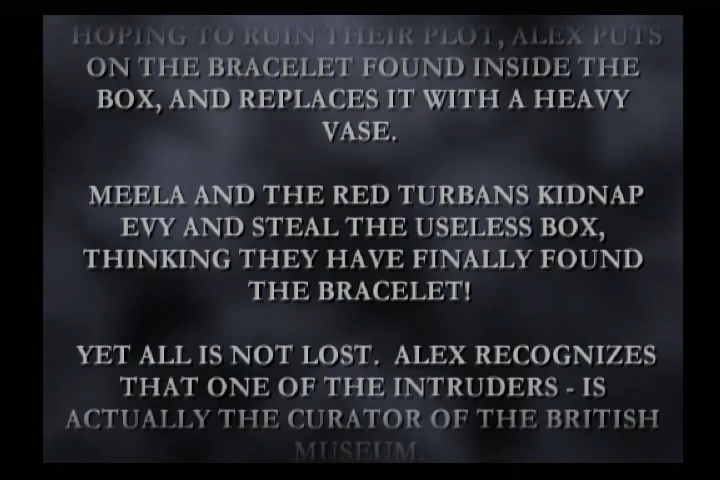 HOPING TO RUIN THEIR PLOT, ALEX PUTS
ON THE BRACELET FOUND INSIDE THE
BOX, AND REPLACES IT WITH A HEAVY
VASE.
MEELA AND THE RED TURBANS KIDNAP
EVY AND STEAL THE USELESS BOX,
THINKING THEY HAVE FINALLY FOUND
THE BRACELET!
YET ALL IS NOT LOST.  ALEX RECOGNIZES
THAT ONE OF THE INTRUDERS - IS
ACTUALLY THE CURATOR OF THE BRITISH
MUSEUM.